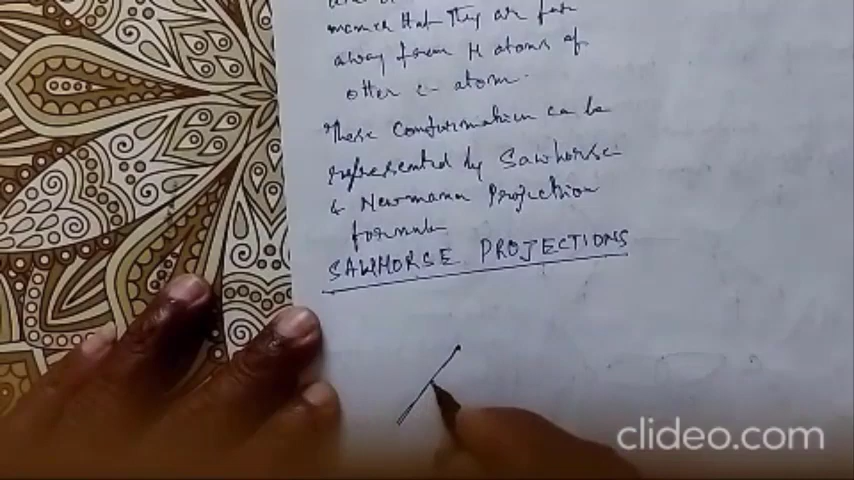 manner that they are far
away from H atoms of
other c- atom.
These Conformation can be
represented by Sawhorse
& Newmann Projection
formula
SAWHORSE PROJECTIONS
clideo.com